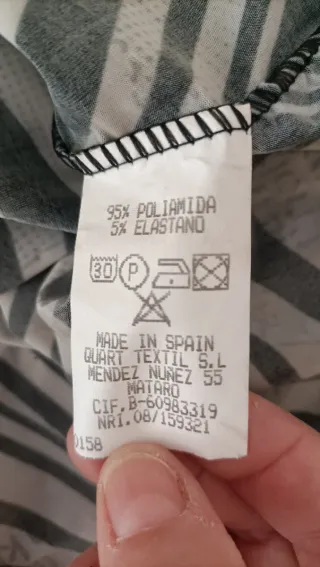 95% POLIAMIDA
5% ELASTANO
30 P
MADE IN SPAIN
QUART TEXTIL S.L
MENDEZ NUÑEZ 55
MATARO
CIF.B-60983319
NRI.08/159321
0158